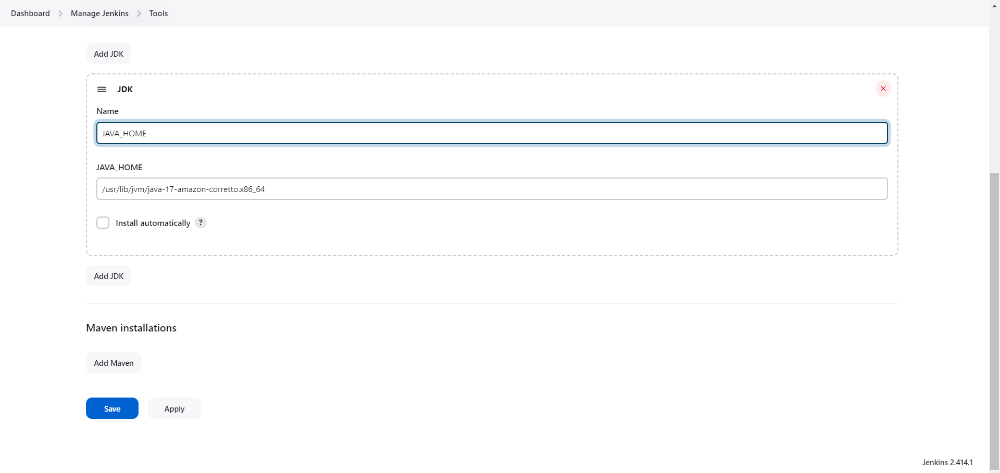 Dashboard > Manage Jenkins > Tools
Add JDK
JDK
Name
JAVA_HOME
JAVA_HOME
/usr/lib/jvm/java-17-amazon-corretto.x86_64
Install automatically ?
Add JDK
Maven installations
Add Maven
Save Apply
Jenkins 2.414.1